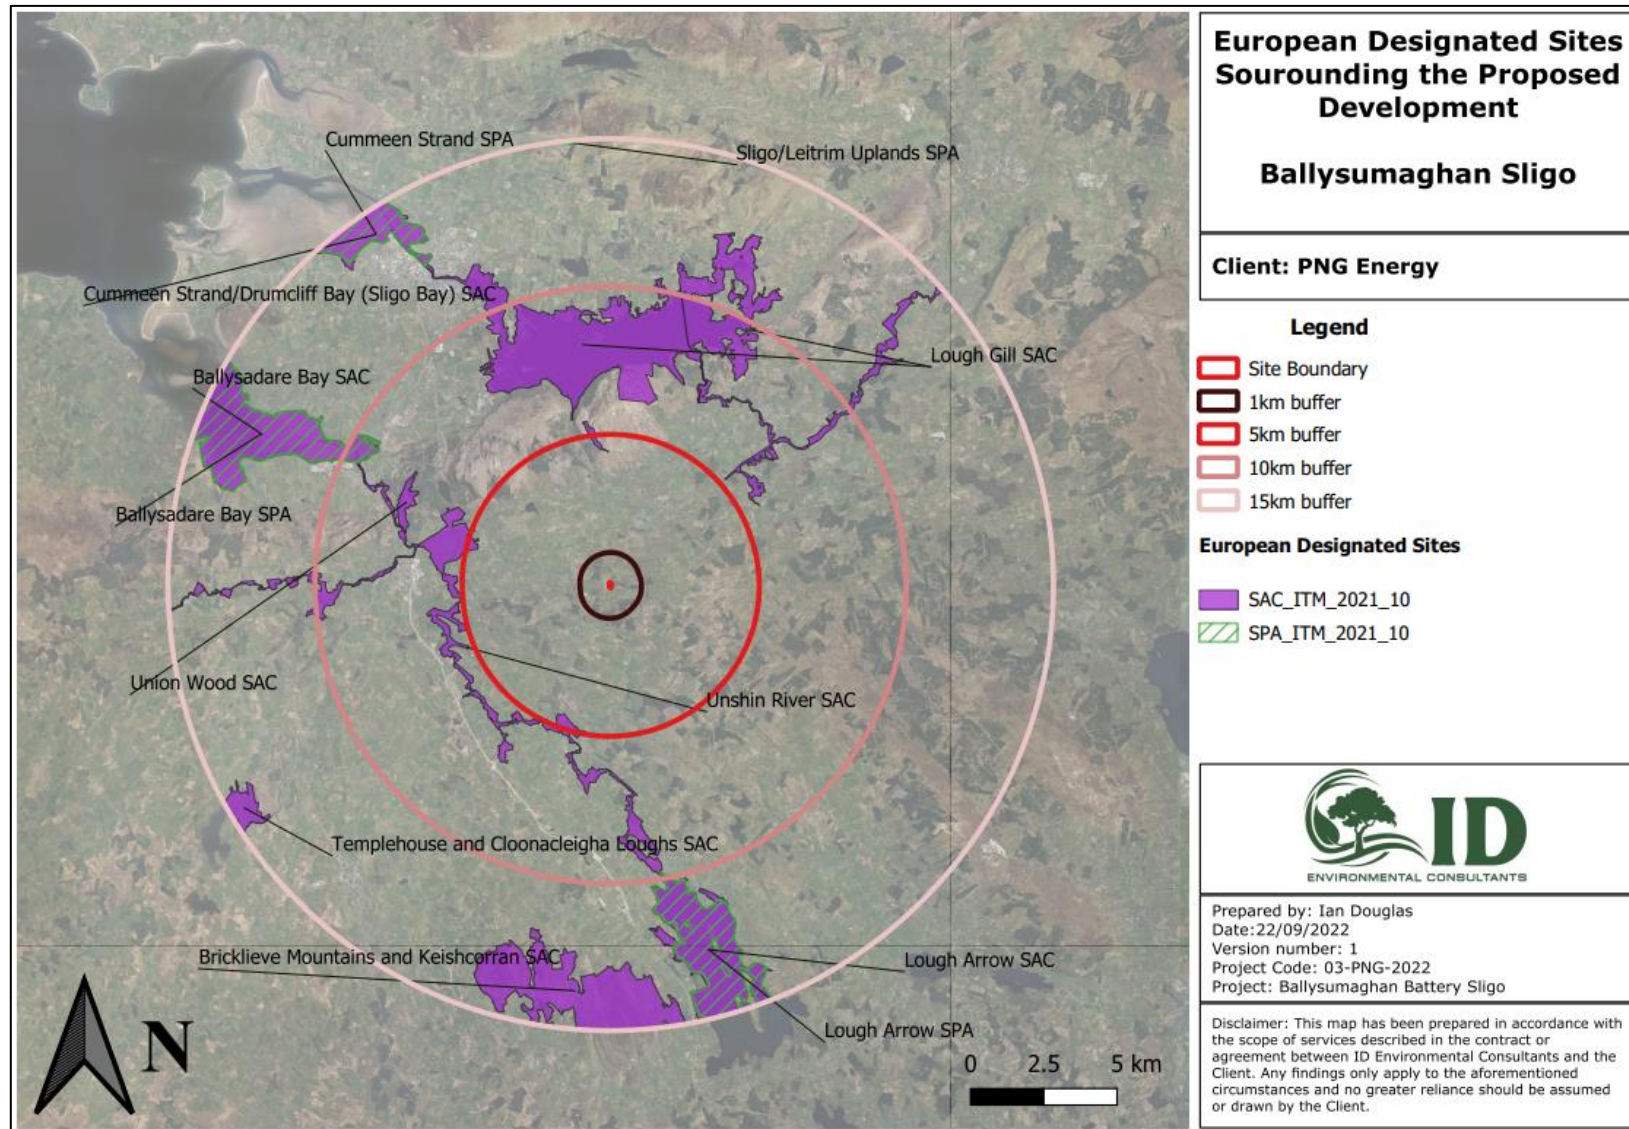 Cummeen Strand SPA
Sligo/Leitrim Uplands SPA
Cummeen Strand/Drumcliff Bay (Sligo Bay) SAC
Lough Gill SAC
Ballysadare Bay SAC
Ballysadare Bay SPA
Union Wood SAC
Unshin River SAC
Templehouse and Cloonacleigha Loughs SAC
Bricklieve Mountains and Keishcorran SAC
Lough Arrow SAC
Lough Arrow SPA
N
0 2.5 5 km
European Designated Sites
Sourounding the Proposed
Development
Ballysumaghan Sligo
Client: PNG Energy
Legend
Site Boundary
1km buffer
5km buffer
10km buffer
15km buffer
European Designated Sites
SAC_ITM_2021_10
SPA_ITM_2021_10
ID
ENVIRONMENTAL CONSULTANTS
Prepared by: Ian Douglas
Date:22/09/2022
Version number: 1
Project Code: 03-PNG-2022
Project: Ballysumaghan Battery Sligo
Disclaimer: This map has been prepared in accordance with
the scope of services described in the contract or
agreement between ID Environmental Consultants and the
Client. Any findings only apply to the aforementioned
circumstances and no greater reliance should be assumed
or drawn by the Client.